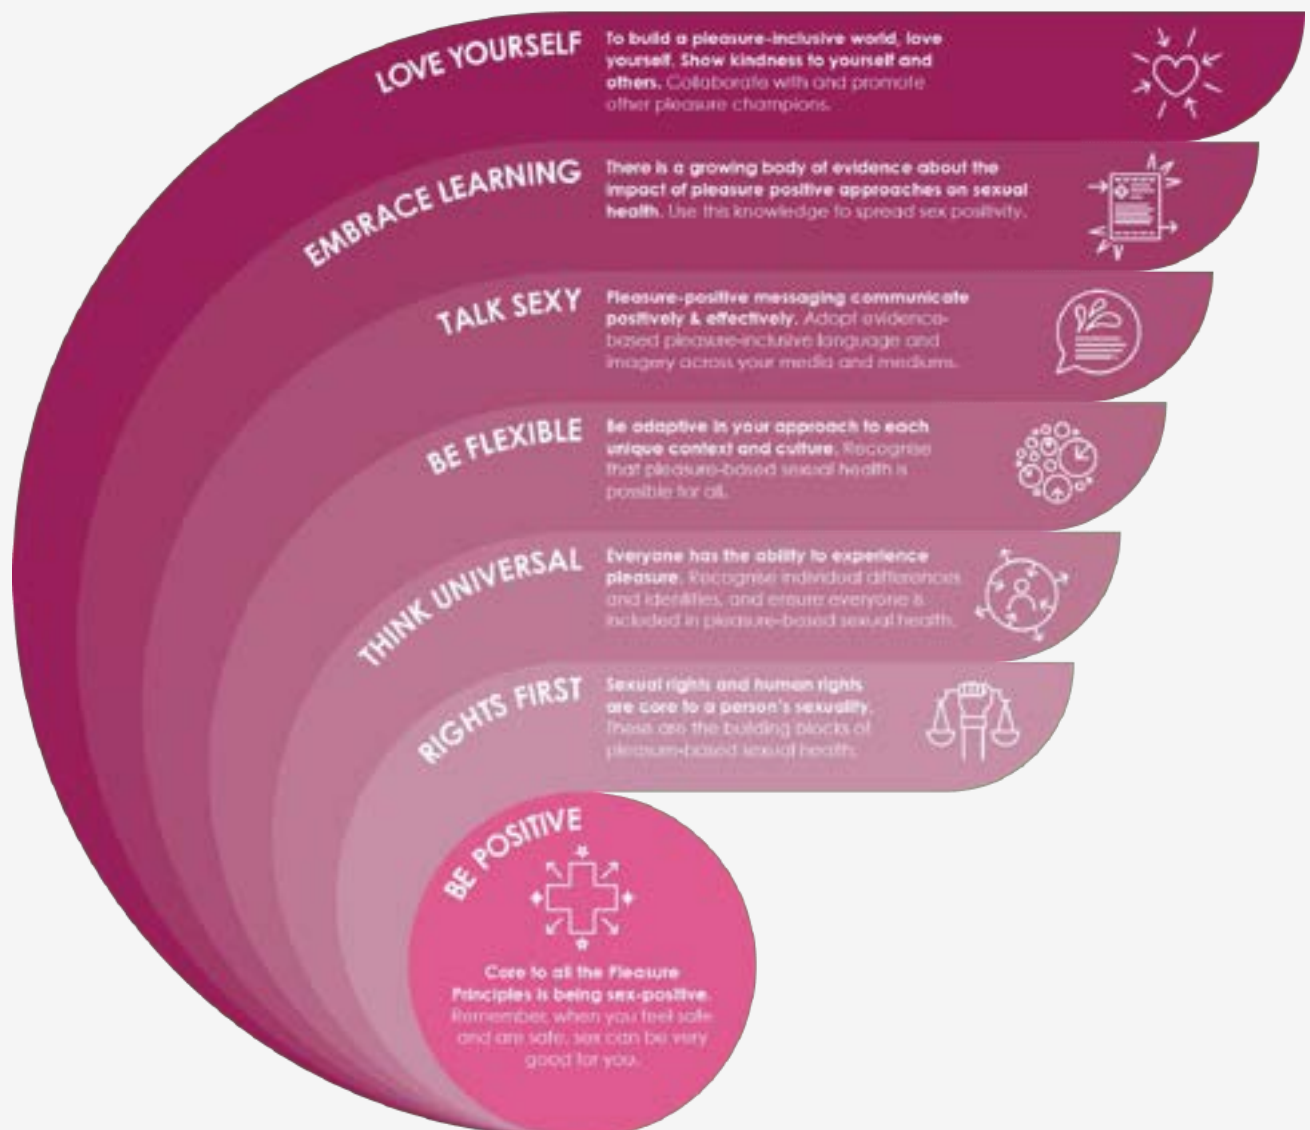 LOVE YOURSELF
To build a pleasure-inclusive world, love
yourself. Show kindness to yourself and
others. Collaborate with and promote
other pleasure champions.
EMBRACE LEARNING
There is a growing body of evidence about the
impact of pleasure positive approaches on sexual
health. Use this knowledge to spread sex positivity.
TALK SEXY
Pleasure-positive messaging communicate
positively & effectively. Adopt evidence-
based pleasure-inclusive language and
imagery across your media and mediums.
BE FLEXIBLE
Be adaptive in your approach to each
unique context and culture. Recognise
that pleasure-based sexual health is
possible for all.
THINK UNIVERSAL
Everyone has the ability to experience
pleasure. Recognise individual differences
and identities, and ensure everyone is
included in pleasure-based sexual health.
RIGHTS FIRST
Sexual rights and human rights
are core to a person's sexuality.
These are the building blocks of
pleasure-based sexual health.
BE POSITIVE
Core to all the Pleasure
Principles is being sex-positive.
Remember, when you feel safe
and are safe, sex can be very
good for you.